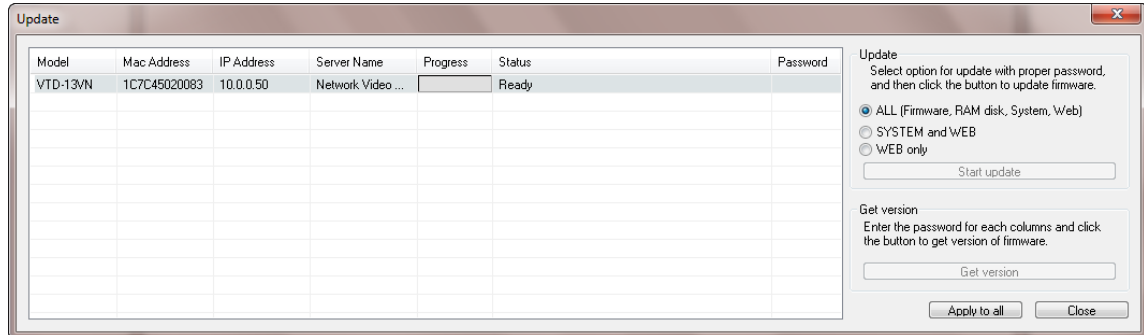 Update
Model Mac Address IP Address Server Name Progress Status Password
VTD-13VN 1C7C45020083 10.0.0.50 Network Video ... Ready
Update
Select option for update with proper password,
and then click the button to update firmware.
ALL (Firmware, RAM disk, System, Web)
SYSTEM and WEB
WEB only
Start update
Get version
Enter the password for each columns and click
the button to get version of firmware.
Get version
Apply to all Close